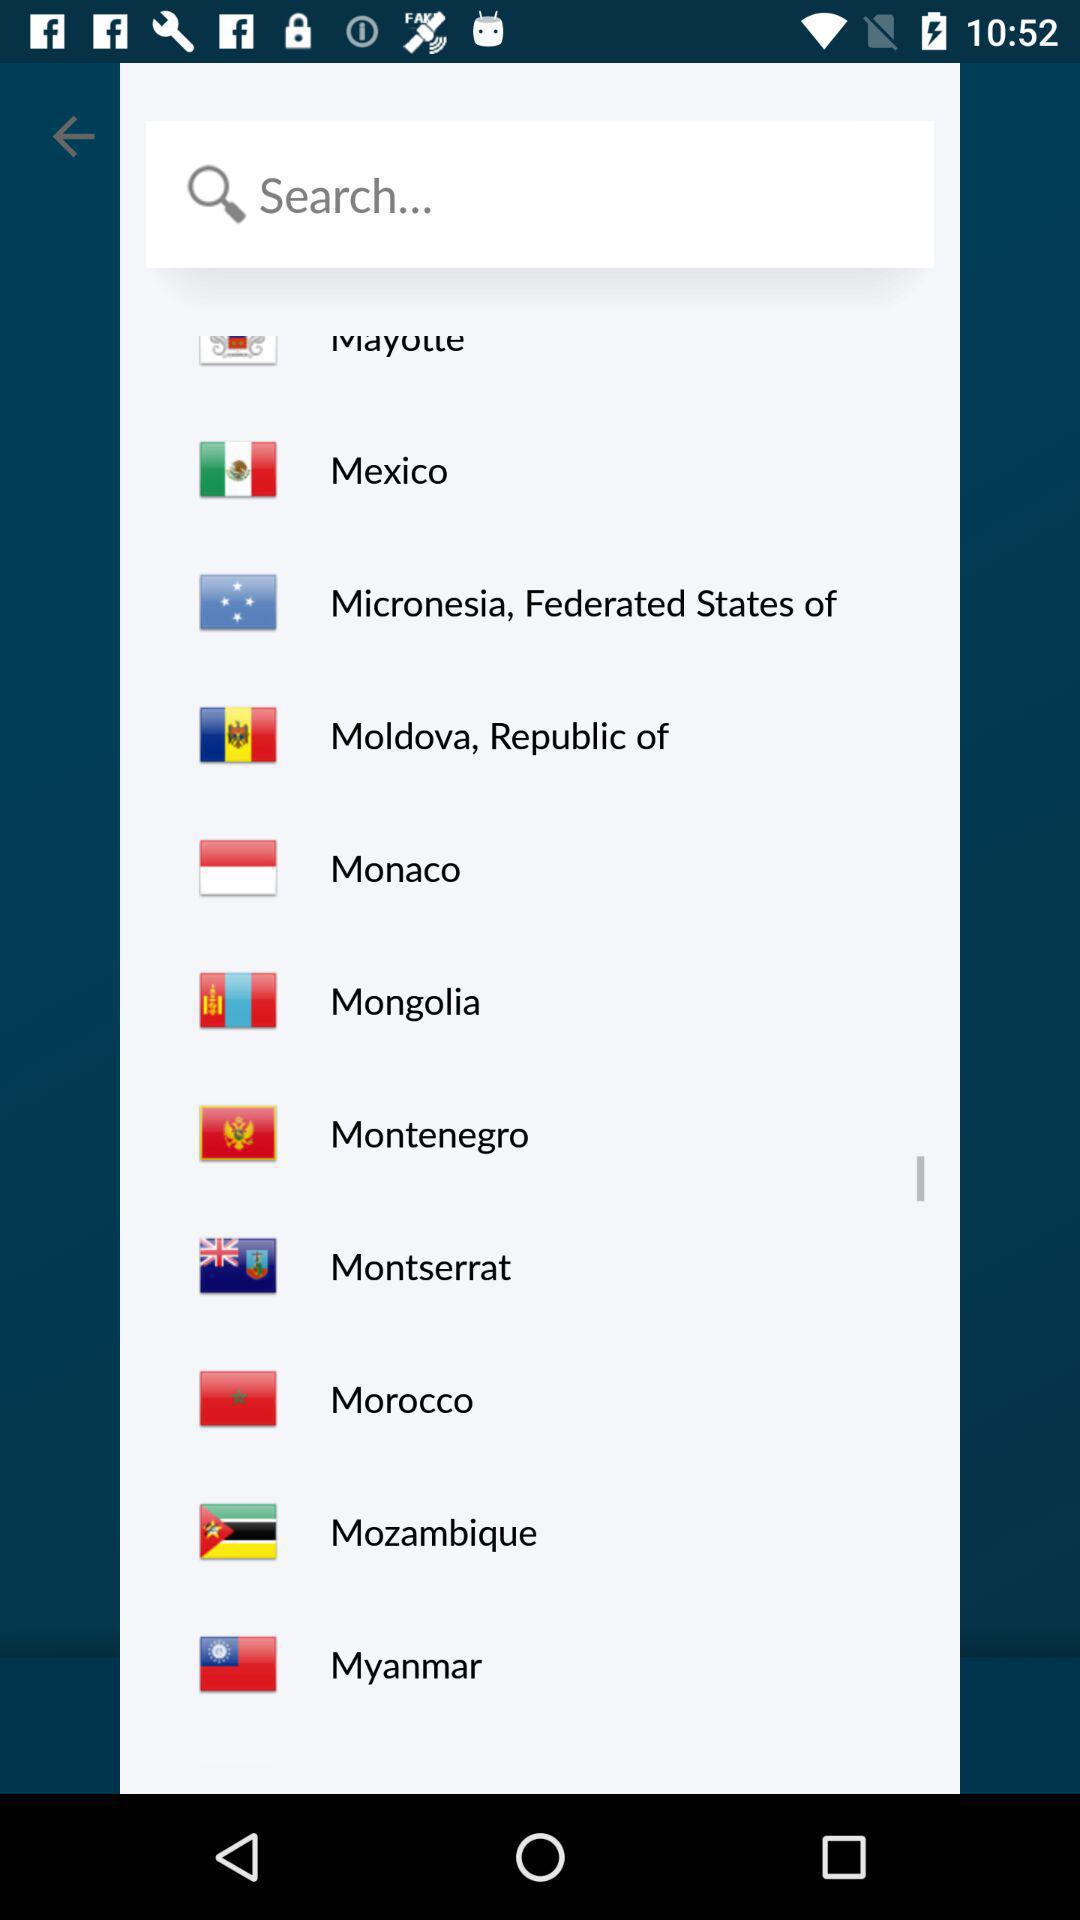 FAKE
10:52
Search...
Mayotte
Mexico
Micronesia, Federated States of
Moldova, Republic of
Monaco
Mongolia
Montenegro
Montserrat
Morocco
Mozambique
Myanmar